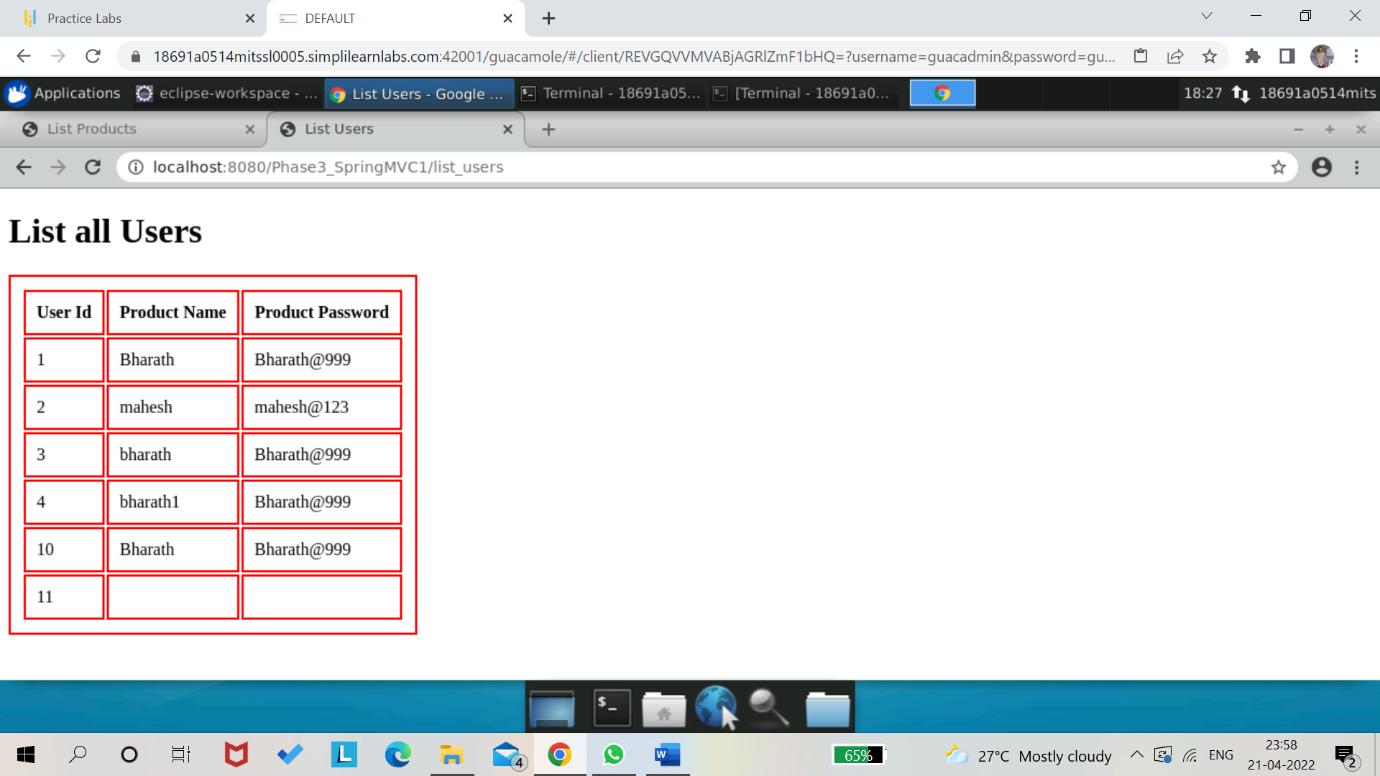 Practice Labs
DEFAULT
18691a0514mitssl0005.simplilearnlabs.com:42001/guacamole/#/client/REVGQVVMVABjAGRlZmF1bHQ=?username=guacadmin&password=gu...
Applications
eclipse-workspace - ...
List Users - Google ...
Terminal - 18691a05...
[Terminal - 18691a0...
18:27
18691a0514mits
List Products
List Users
localhost:8080/Phase3_SpringMVC1/list_users
List all Users
User Id Product Name Product Password
1 Bharath Bharath@999
2 mahesh mahesh@123
3 bharath Bharath@999
4 bharath1 Bharath@999
10 Bharath Bharath@999
11
$_
L
4
W
65%
27°C Mostly cloudy
ENG
23:58
21-04-2022
2